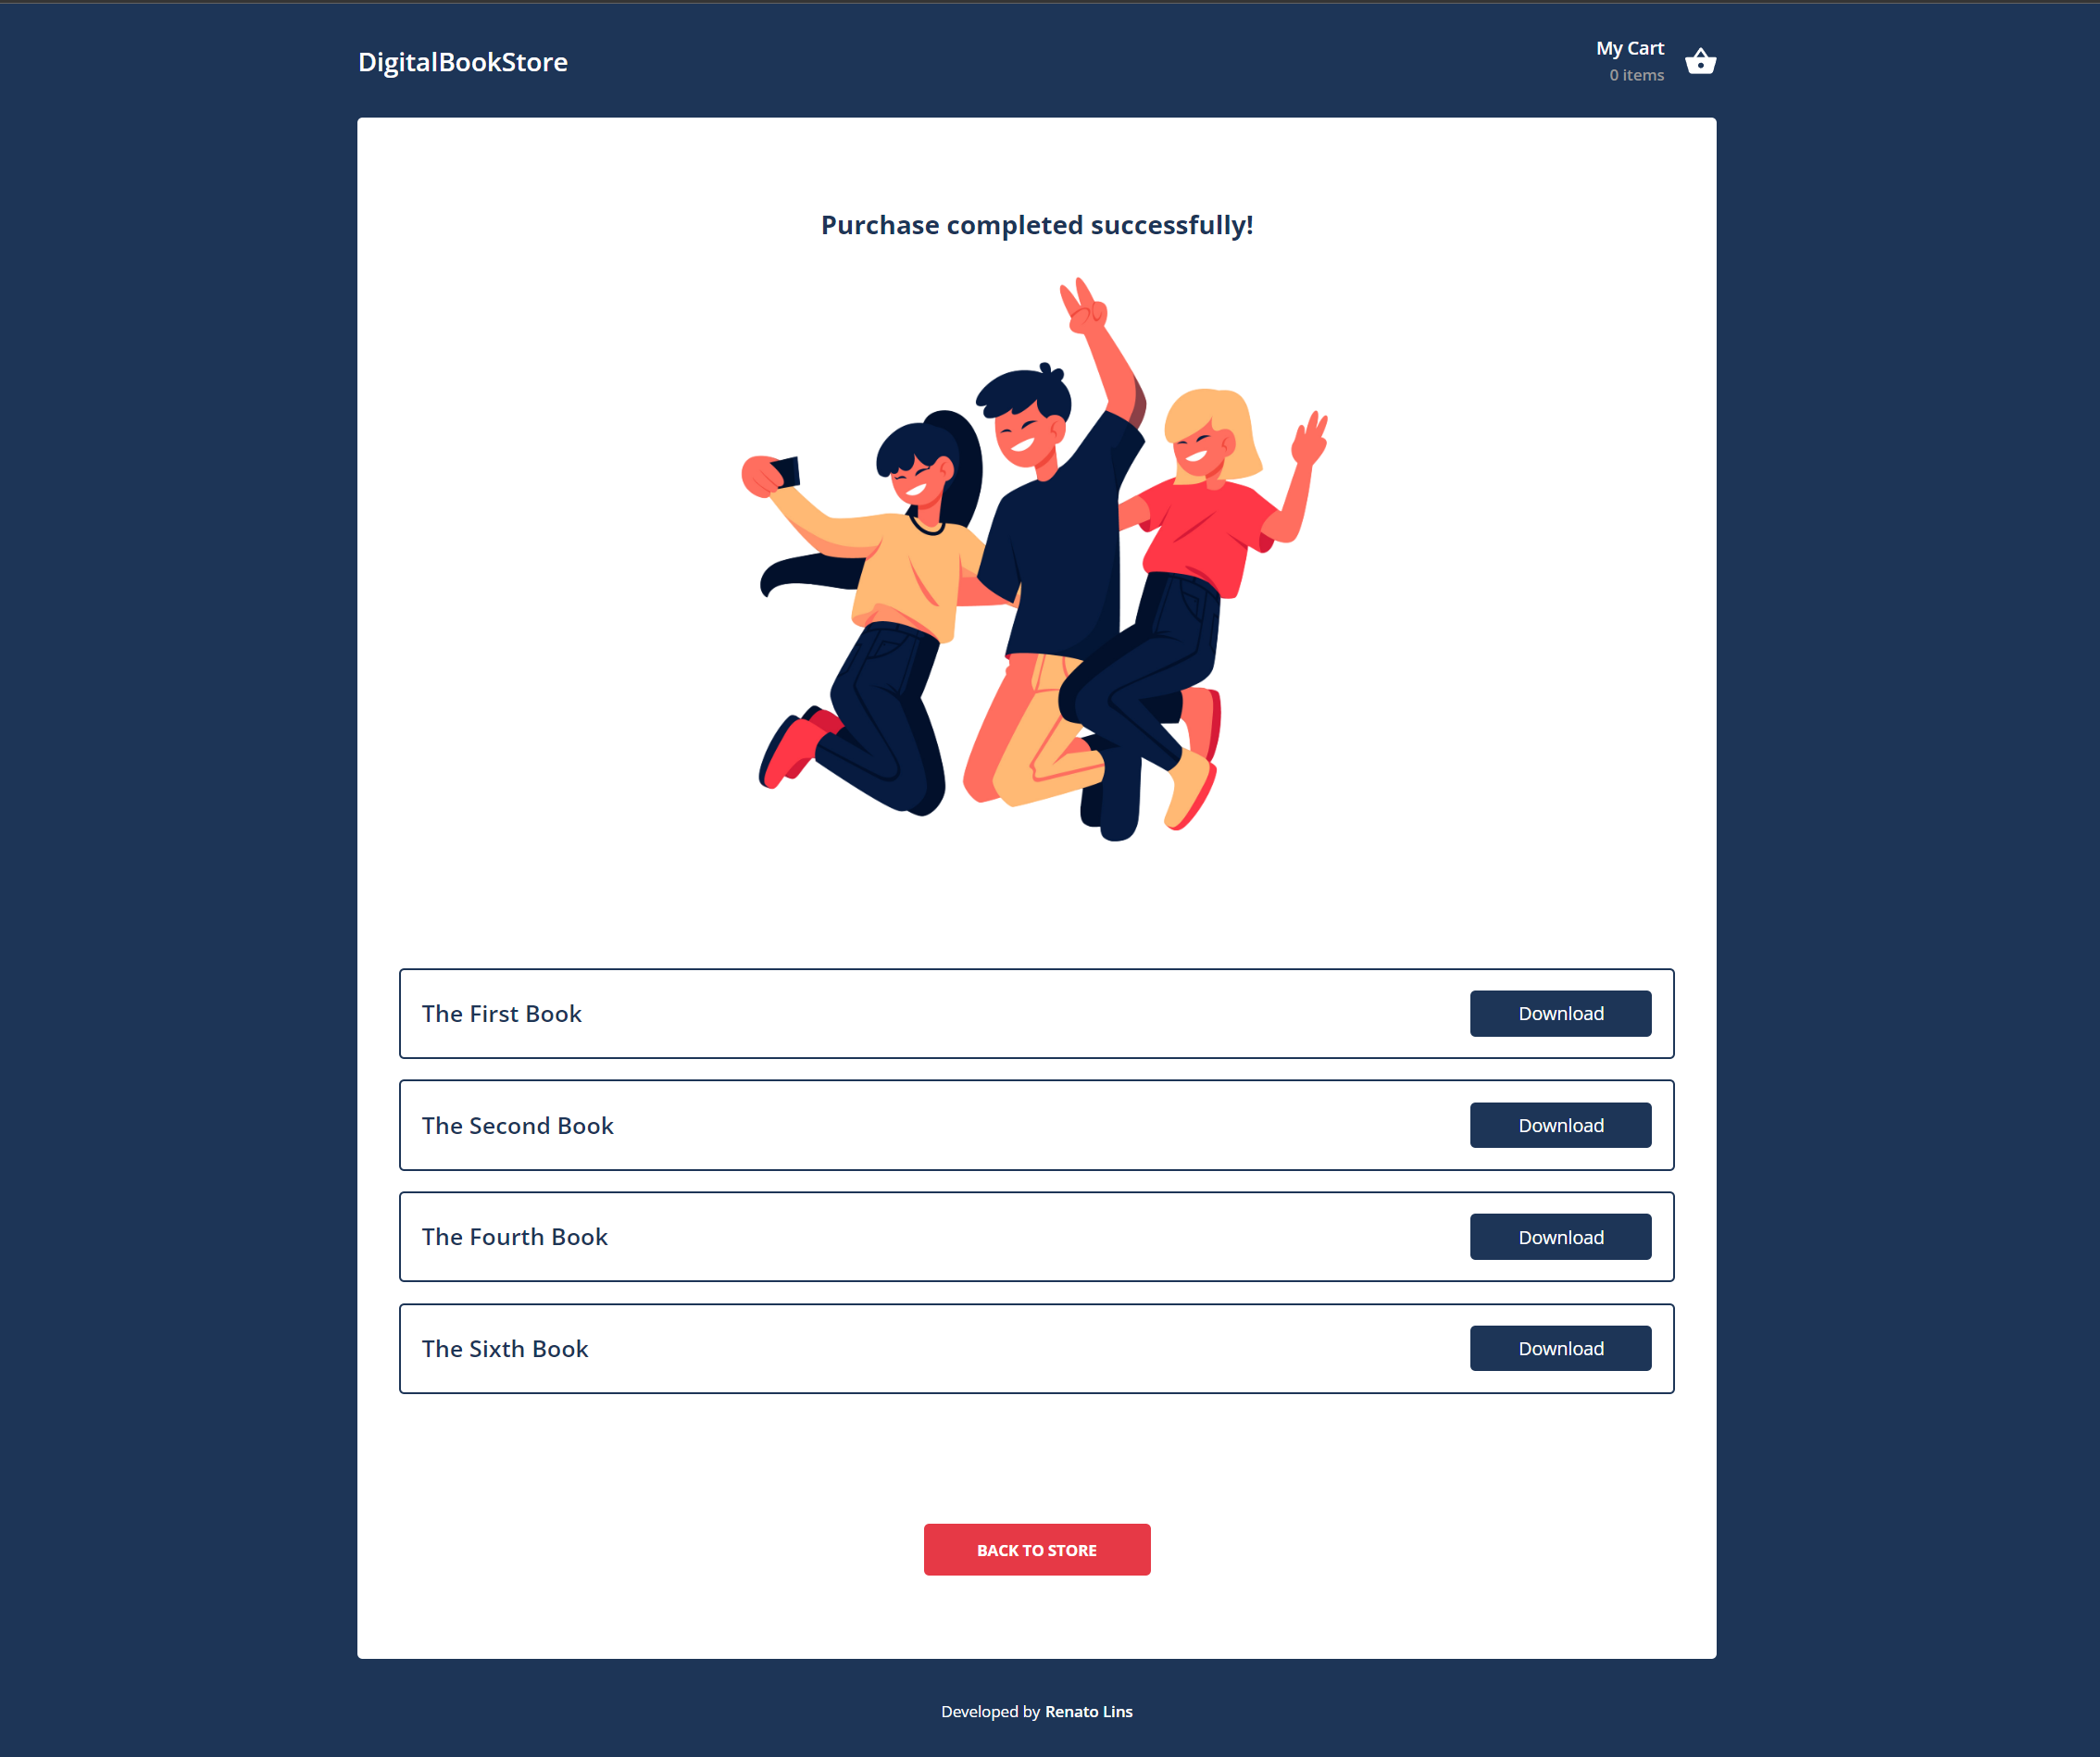 DigitalBookStore
My Cart
0 items
Purchase completed successfully!
The First Book
Download
The Second Book
Download
The Fourth Book
Download
The Sixth Book
Download
BACK TO STORE
Developed by Renato Lins